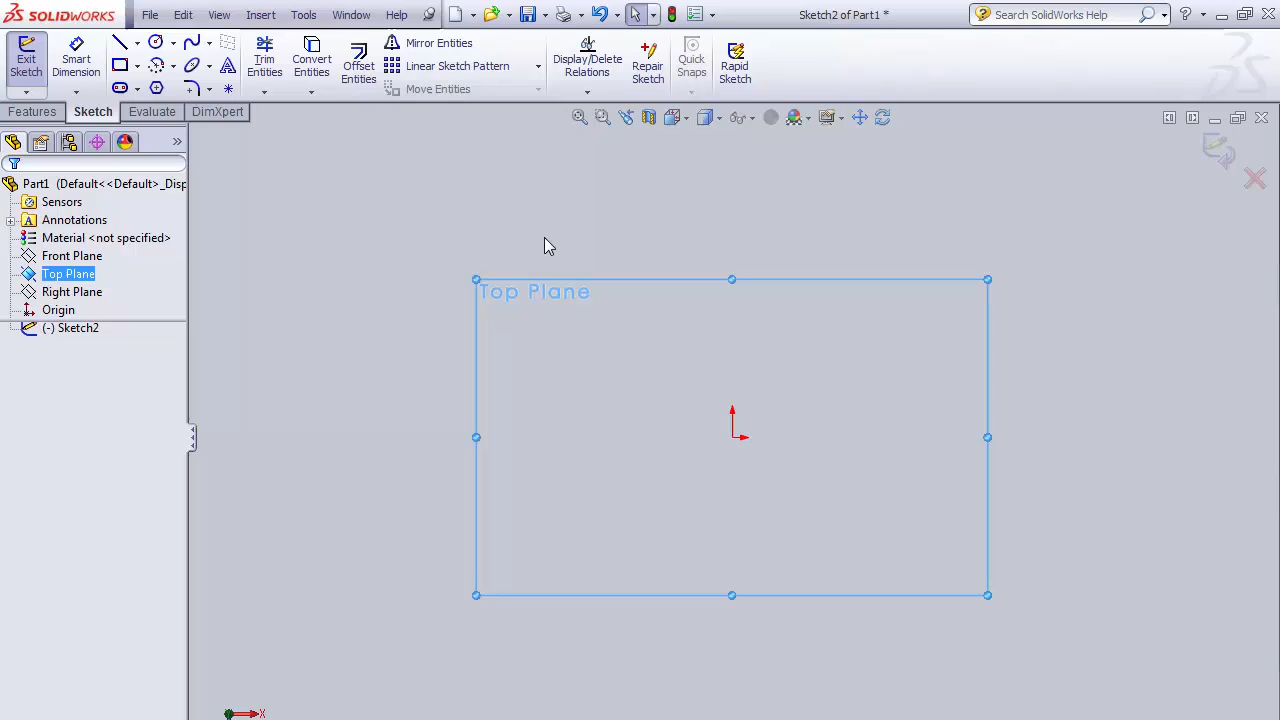 SOLIDWORKS File Edit View Insert Tools Window Help Sketch2 of Part1 * Search SolidWorks Help
Exit Sketch
Smart Dimension
Trim Entities
Convert Entities
Offset Entities
Mirror Entities
Linear Sketch Pattern
Move Entities
Display/Delete Relations
Repair Sketch
Quick Snaps
Rapid Sketch
Features Sketch Evaluate DimXpert
Part1 (Default<<Default>_Disp
Sensors
Annotations
Material <not specified>
Front Plane
Top Plane
Right Plane
Origin
(-) Sketch2
Top Plane
X